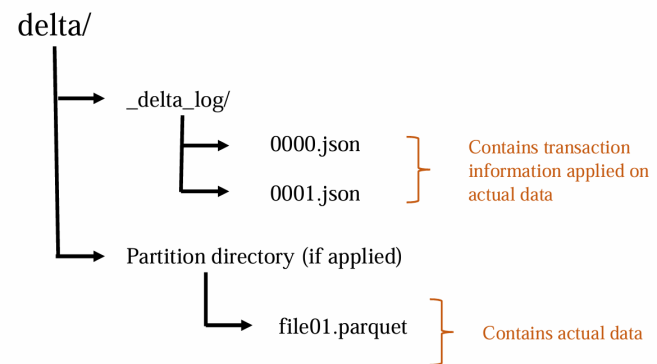 delta/
_delta_log/
0000.json
0001.json
Contains transaction
information applied on
actual data
Partition directory (if applied)
file01.parquet
Contains actual data